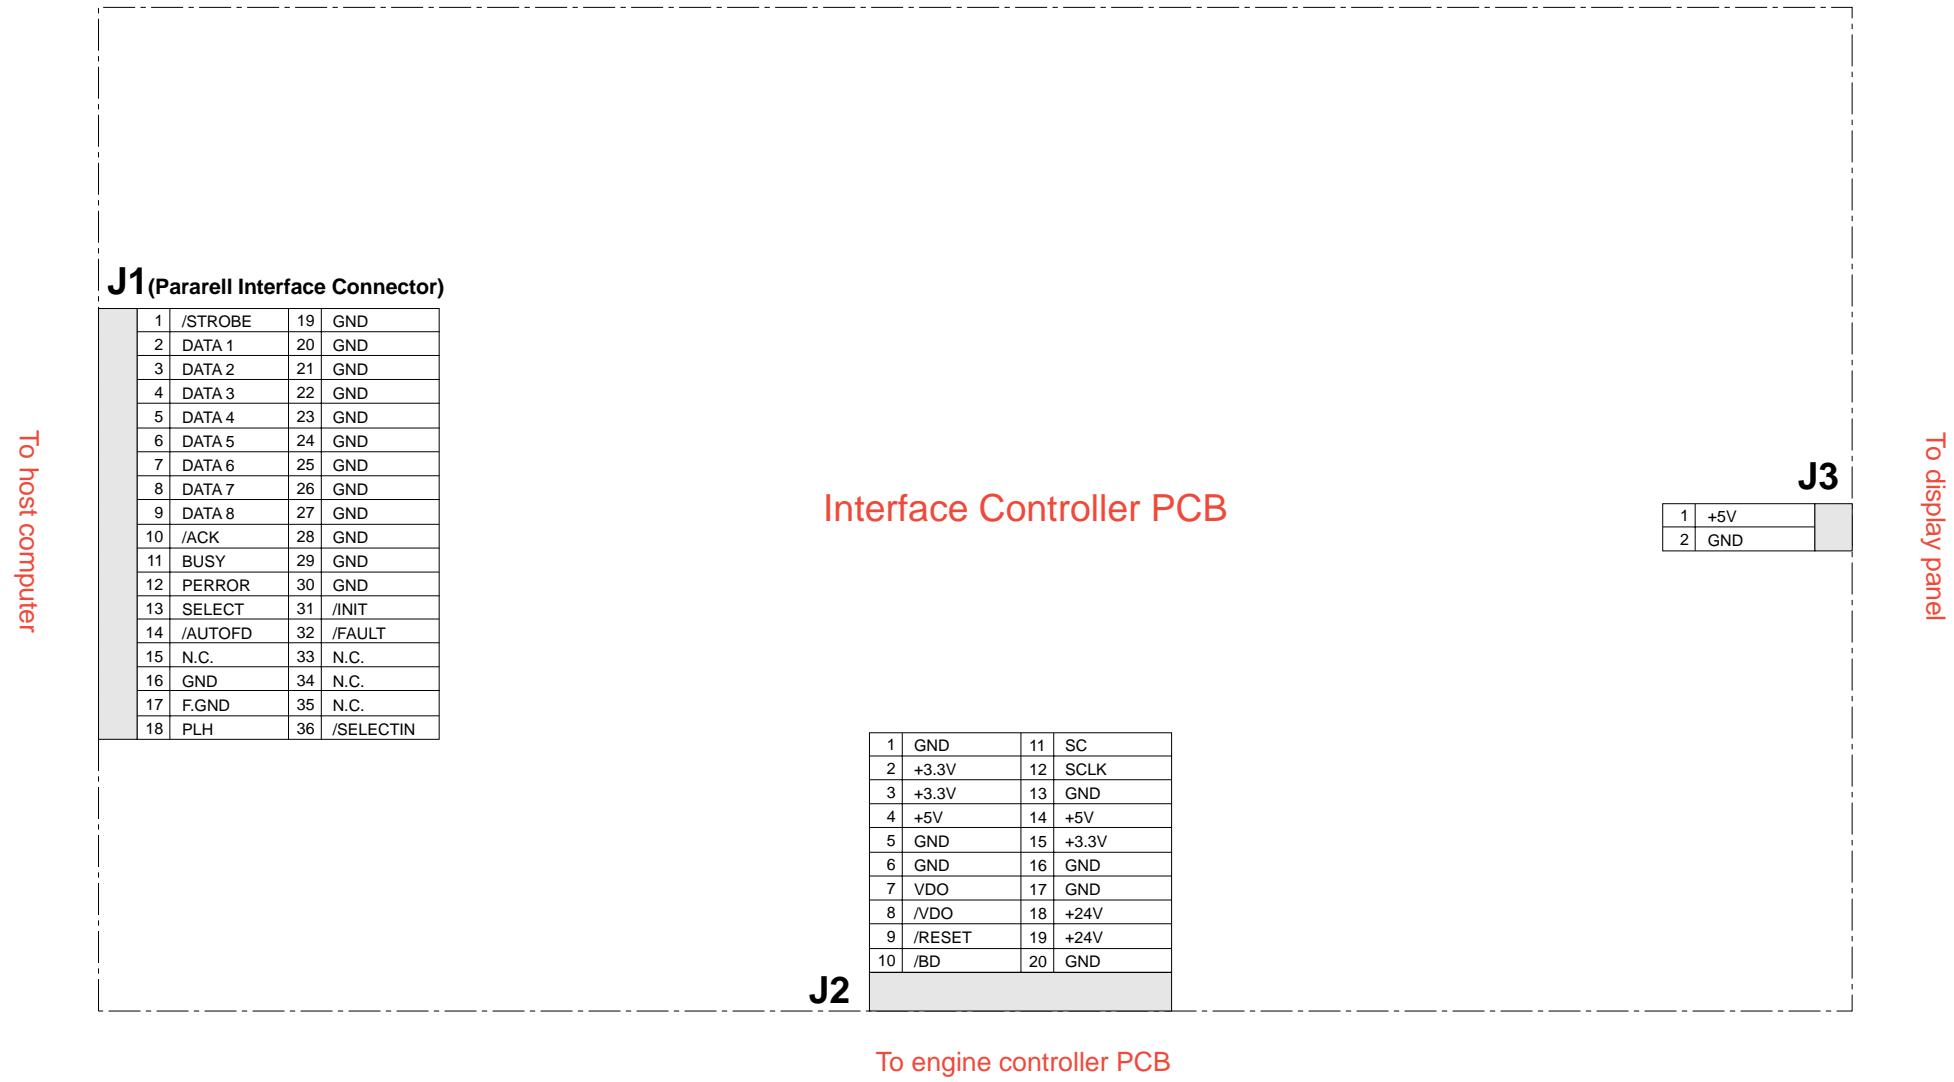 J1(Pararell Interface Connector)
1 /STROBE 19 GND
2 DATA 1 20 GND
3 DATA 2 21 GND
4 DATA 3 22 GND
5 DATA 4 23 GND
6 DATA 5 24 GND
7 DATA 6 25 GND
8 DATA 7 26 GND
9 DATA 8 27 GND
10 /ACK 28 GND
11 BUSY 29 GND
12 PERROR 30 GND
13 SELECT 31 /INIT
14 /AUTOFD 32 /FAULT
15 N.C. 33 N.C.
16 GND 34 N.C.
17 F.GND 35 N.C.
18 PLH 36 /SELECTIN
To host computer
Interface Controller PCB
J3
1 +5V
2 GND
To display panel
1 GND 11 SC
2 +3.3V 12 SCLK
3 +3.3V 13 GND
4 +5V 14 +5V
5 GND 15 +3.3V
6 GND 16 GND
7 VDO 17 GND
8 /VDO 18 +24V
9 /RESET 19 +24V
10 /BD 20 GND
J2
To engine controller PCB